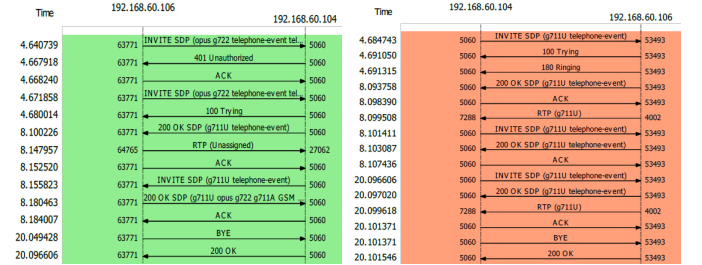 Time 192.168.60.106 192.168.60.104
4.640739 63771 INVITE SDP (opus g722 telephone-event tel... 5060
4.667918 63771 401 Unauthorized 5060
4.668240 63771 ACK 5060
4.671858 63771 INVITE SDP (opus g722 telephone-event tel... 5060
4.680014 63771 100 Trying 5060
8.100226 63771 200 OK SDP (g711U telephone-event) 5060
8.147957 64765 RTP (Unassigned) 27062
8.152520 63771 ACK 5060
8.155823 63771 INVITE SDP (g711U telephone-event) 5060
8.180463 63771 200 OK SDP (g711U opus g722 g711A GSM 5060
8.184007 63771 ACK 5060
20.049428 63771 BYE 5060
20.096606 63771 200 OK 5060
Time 192.168.60.104 192.168.60.106
4.684743 5060 INVITE SDP (g711U telephone-event) 53493
4.691050 5060 100 Trying 53493
4.691315 5060 180 Ringing 53493
8.093758 5060 200 OK SDP (g711U telephone-event) 53493
8.098390 5060 ACK 53493
8.099508 7288 RTP (g711U) 4002
8.101411 5060 INVITE SDP (g711U telephone-event) 53493
8.103087 5060 200 OK SDP (g711U telephone-event) 53493
8.107436 5060 ACK 53493
20.096606 5060 INVITE SDP (g711U telephone-event) 53493
20.097020 5060 200 OK SDP (g711U telephone-event) 53493
20.099618 7288 RTP (g711U) 4002
20.101371 5060 ACK 53493
20.101371 5060 BYE 53493
20.101546 5060 200 OK 53493